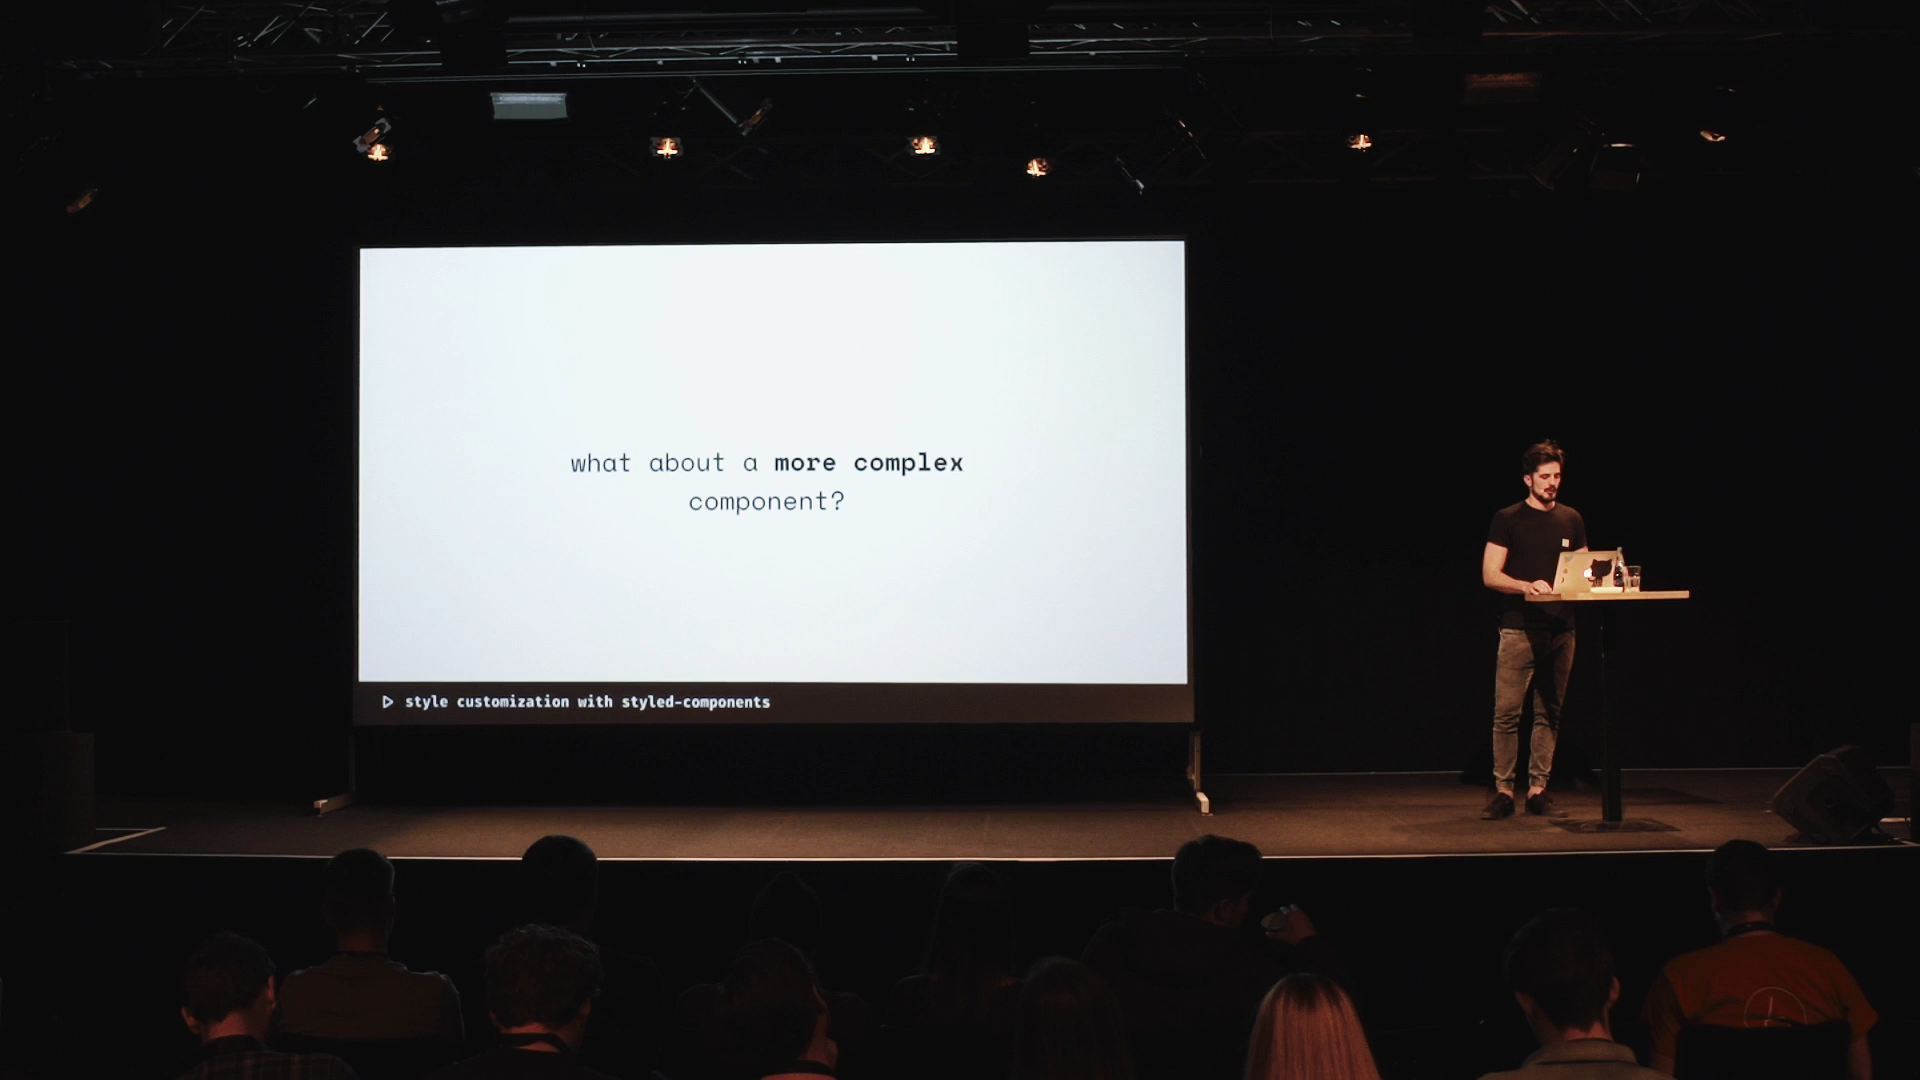 what about a more complex
component?
style customization with styled-components